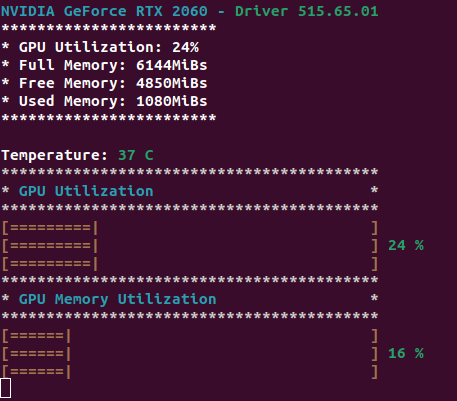 NVIDIA GeForce RTX 2060 - Driver 515.65.01
************************
* GPU Utilization: 24%
* Full Memory: 6144MiBs
* Free Memory: 4850MiBs
* Used Memory: 1080MiBs
************************
Temperature: 37 C
******************************************
* GPU Utilization                        *
******************************************
[=========|                              ]
[=========|                              ] 24 %
[=========|                              ]
******************************************
* GPU Memory Utilization                 *
******************************************
[======|                                 ]
[======|                                 ] 16 %
[======|                                 ]